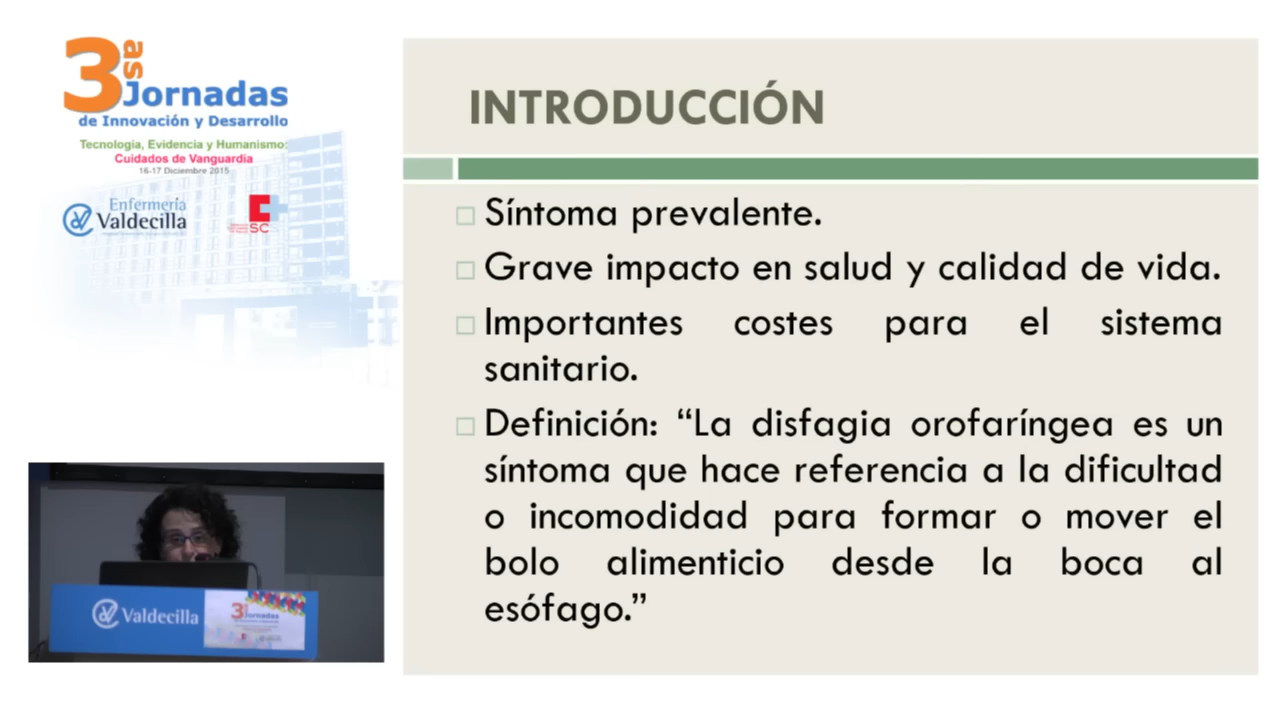 3as
Jornadas
de Innovación y Desarrollo
Tecnología, Evidencia y Humanismo:
Cuidados de Vanguardia
16-17 Diciembre 2015
Enfermería
Valdecilla
SC
INTRODUCCIÓN
Síntoma prevalente.
Grave impacto en salud y calidad de vida.
Importantes costes para el sistema
sanitario.
Definición: “La disfagia orofaríngea es un
síntoma que hace referencia a la dificultad
o incomodidad para formar o mover el
bolo alimenticio desde la boca al
esófago.”
Valdecilla
3as
Jornadas